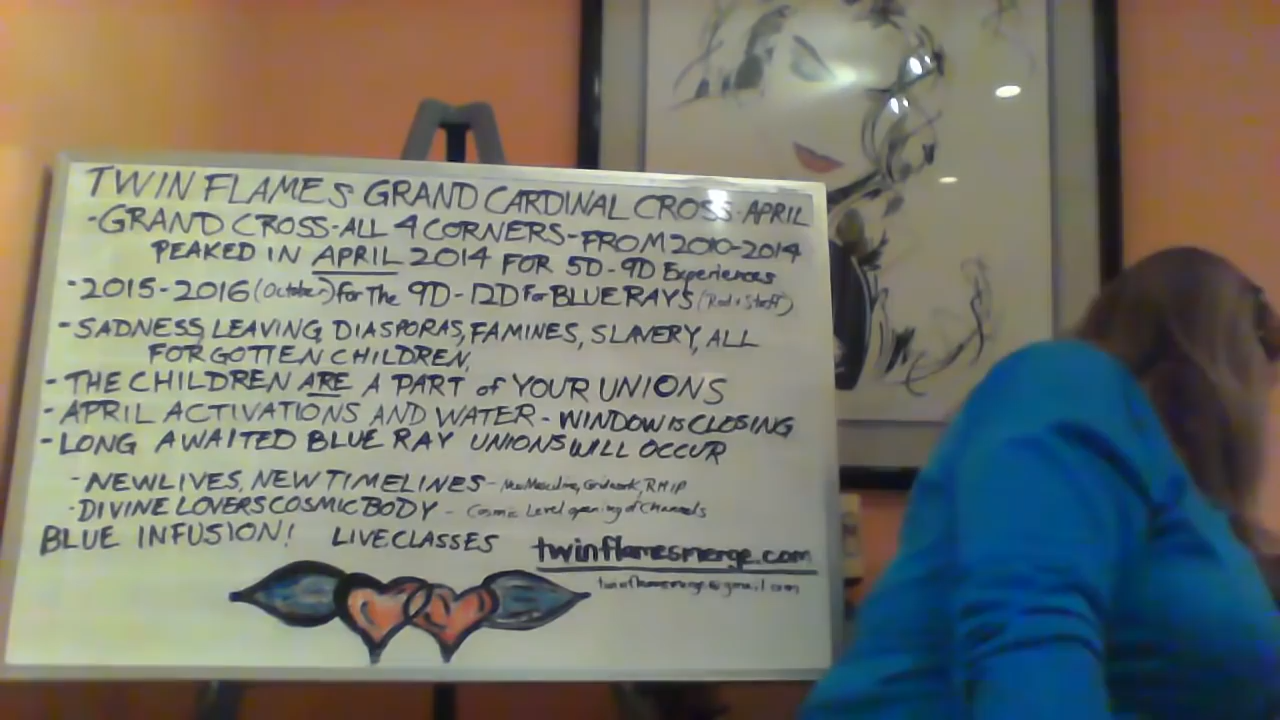 TWIN FLAMES GRAND CARDINAL CROSS-APRIL
-GRAND CROSS-ALL 4 CORNERS-FROM 2010-2014
PEAKED IN APRIL 2014 FOR 5D-9D Experiences
-2015-2016 (October) for The 9D-12D for BLUE RAYS
-SADNESS, LEAVING, DIASPORAS, FAMINES, SLAVERY, ALL
FORGOTTEN CHILDREN,
-THE CHILDREN ARE A PART of YOUR UNIONS
-APRIL ACTIVATIONS AND WATER-WINDOW IS CLOSING
-LONG AWAITED BLUE RAY UNIONS WILL OCCUR
-NEW LIVES, NEW TIMELINES-
-DIVINE LOVERS COSMIC BODY - Cosmic Level opening of Channels
BLUE INFUSION! LIVE CLASSES twinflamesmerge.com